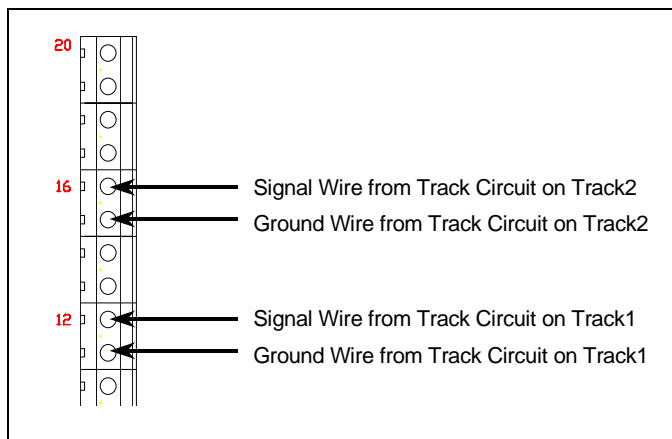 20
16
Signal Wire from Track Circuit on Track2
Ground Wire from Track Circuit on Track2
12
Signal Wire from Track Circuit on Track1
Ground Wire from Track Circuit on Track1